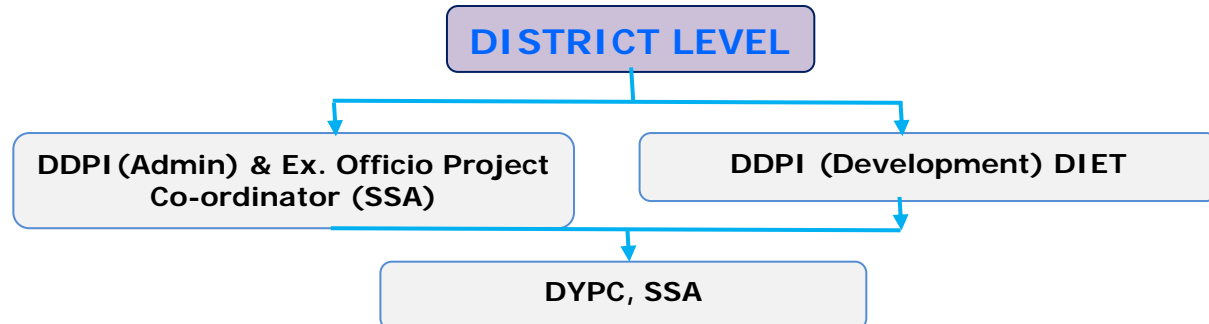 DISTRICT LEVEL
DDPI(Admin) & Ex. Officio Project
Co-ordinator (SSA)
DDPI (Development) DIET
DYPC, SSA